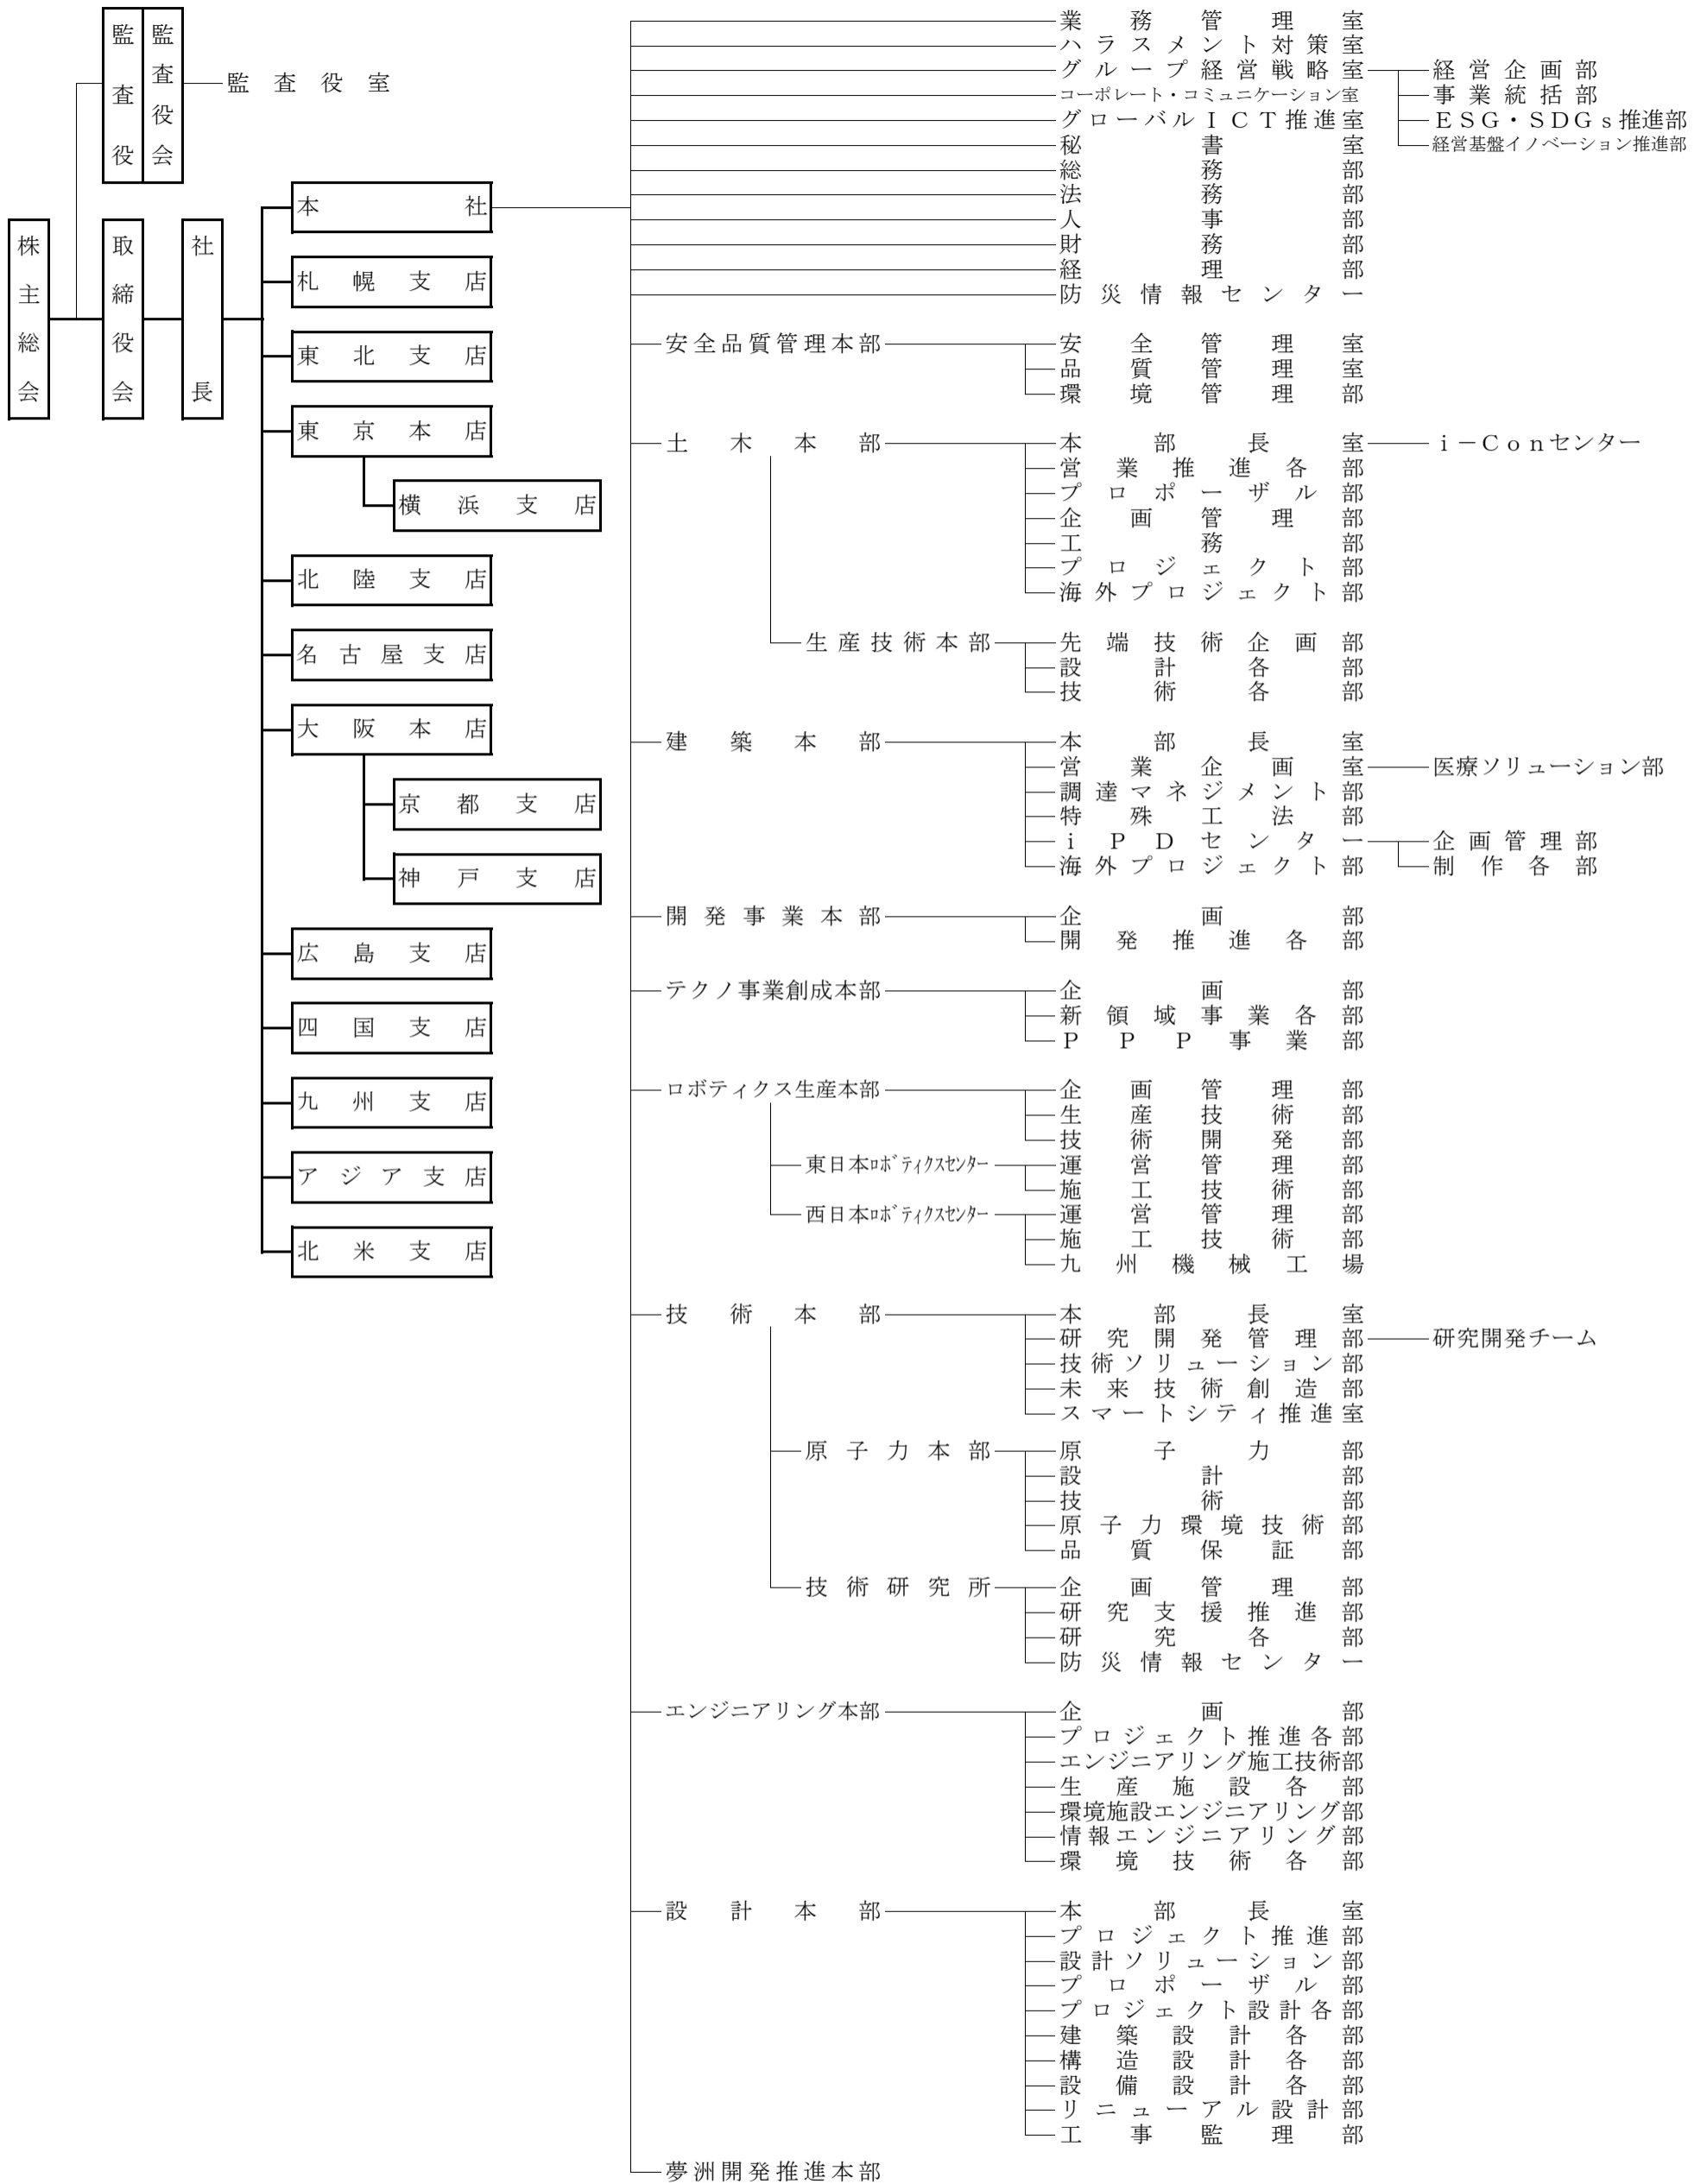 株主総会
監査役
監査役会
監査役室
取締役会
社長
本社
札幌支店
東北支店
東京本店
横浜支店
北陸支店
名古屋支店
大阪本店
京都支店
神戸支店
広島支店
四国支店
九州支店
アジア支店
北米支店
業務管理室
ハラスメント対策室
グループ経営戦略室
経営企画部
事業統括部
ESG・SDGs推進部
経営基盤イノベーション推進部
コーポレート・コミュニケーション室
グローバルICT推進室
秘書室
総務部
法務部
人事部
財務部
経理部
防災情報センター
安全品質管理本部
安全管理室
品質管理室
環境管理部
土木本部
本部長室
i-Conセンター
営業推進各部
プロポーザル部
企画管理部
工務部
プロジェクト部
海外プロジェクト部
生産技術本部
先端技術企画部
設計各部
技術各部
建築本部
本部長室
営業企画室
医療ソリューション部
調達マネジメント部
特殊工法部
iPDセンター
企画管理部
制作各部
海外プロジェクト部
開発事業本部
企画部
開発推進各部
テクノ事業創成本部
企画部
新領域事業各部
PPP事業部
ロボティクス生産本部
企画管理部
生産技術部
技術開発部
東日本ロボティクスセンター
運営管理部
施工技術部
西日本ロボティクスセンター
運営管理部
施工技術部
九州機械工場
技術本部
本部長室
研究開発管理部
研究開発チーム
技術ソリューション部
未来技術創造部
スマートシティ推進室
原子力本部
原子力部
設計部
技術部
原子力環境技術部
品質保証部
技術研究所
企画管理部
研究支援推進部
研究各部
防災情報センター
エンジニアリング本部
企画部
プロジェクト推進各部
エンジニアリング施工技術部
生産施設各部
環境施設エンジニアリング部
情報エンジニアリング部
環境技術各部
設計本部
本部長室
プロジェクト推進部
設計ソリューション部
プロポーザル部
プロジェクト設計各部
建築設計各部
構造設計各部
設備設計各部
リニューアル設計部
工事監理部
夢洲開発推進本部